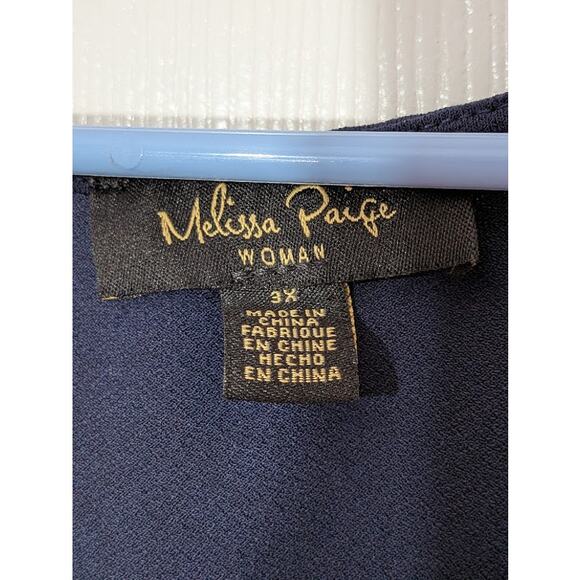 Melissa Paige
WOMAN
3X
MADE IN
CHINA
FABRIQUE
EN CHINE
HECHO
EN CHINA